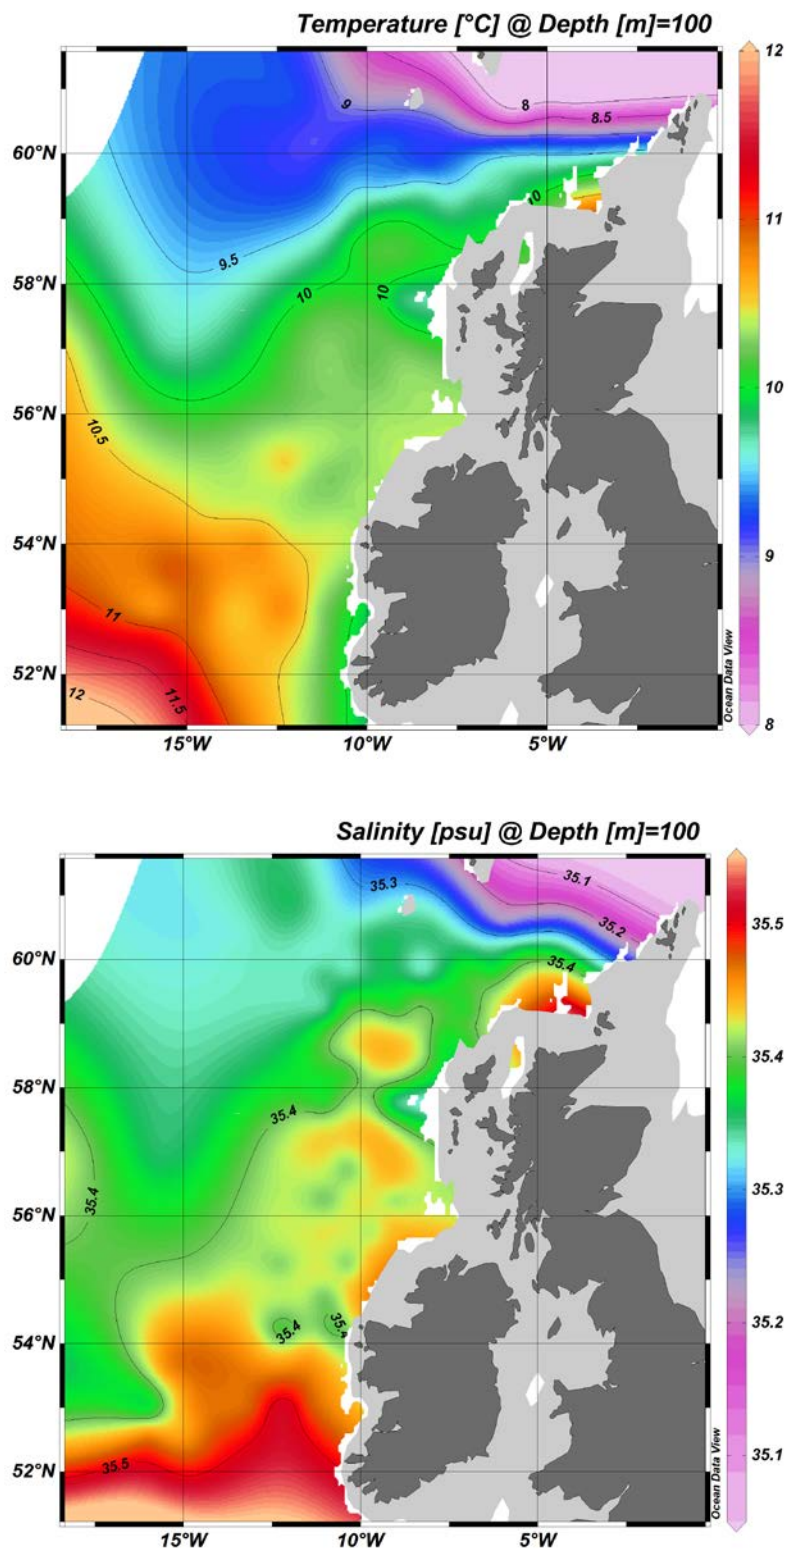 Temperature [°C] @ Depth [m]=100
12
9
8
8.5
60°N
10
11
9.5
58°N
10
10
10
56°N
10.5
54°N
9
11
52°N
12
11.5
Ocean Data View
8
15°W
10°W
5°W
Salinity [psu] @ Depth [m]=100
35.3
35.1
35.2
35.5
60°N
35.4
58°N
35.4
35.4
35.4
56°N
35.3
35.4
35.4
54°N
35.2
35.5
52°N
35.1
Ocean Data View
15°W
10°W
5°W